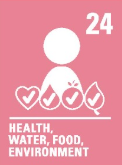 24
HEALTH,
WATER, FOOD,
ENVIRONMENT